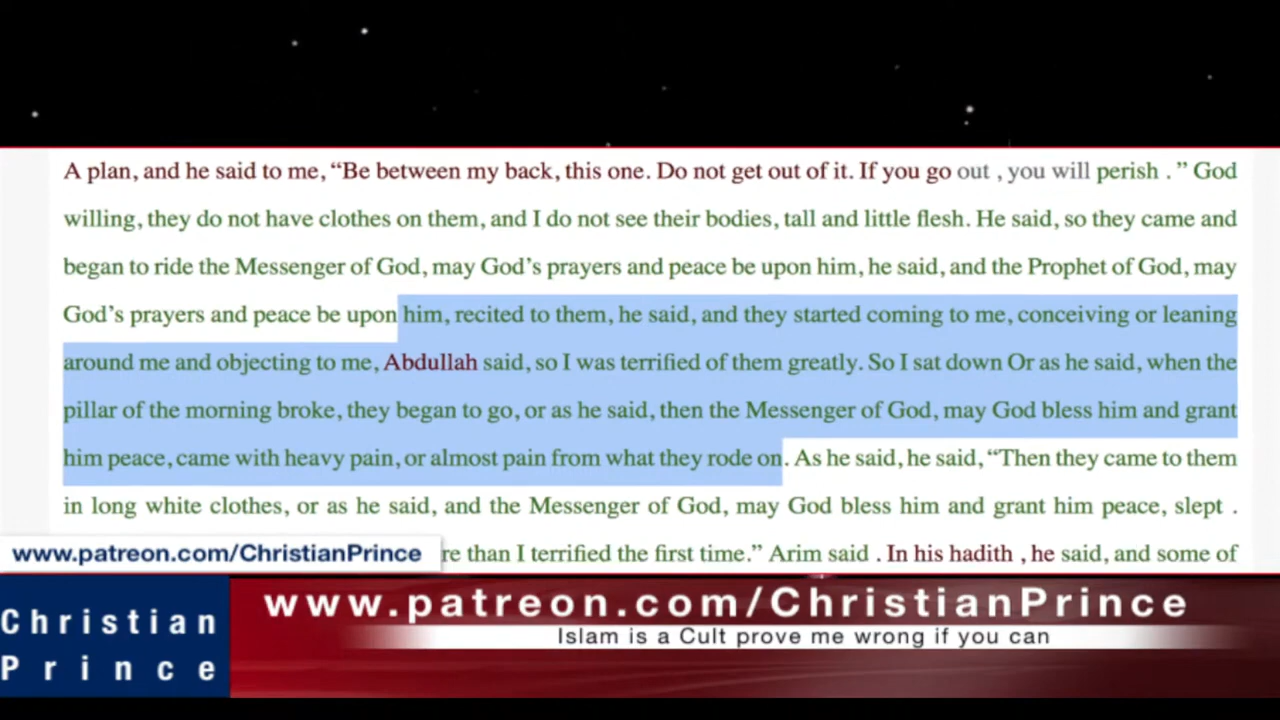 A plan, and he said to me, “Be between my back, this one. Do not get out of it. If you go out , you will perish . ” God
willing, they do not have clothes on them, and I do not see their bodies, tall and little flesh. He said, so they came and
began to ride the Messenger of God, may God’s prayers and peace be upon him, he said, and the Prophet of God, may
God’s prayers and peace be upon him, recited to them, he said, and they started coming to me, conceiving or leaning
around me and objecting to me, Abdullah said, so I was terrified of them greatly. So I sat down Or as he said, when the
pillar of the morning broke, they began to go, or as he said, then the Messenger of God, may God bless him and grant
him peace, came with heavy pain, or almost pain from what they rode on. As he said, he said, “Then they came to them
in long white clothes, or as he said, and the Messenger of God, may God bless him and grant him peace, slept .
www.patreon.com/ChristianPrince re than I terrified the first time.” Arim said . In his hadith , he said, and some of
www.patreon.com/ChristianPrince
Islam is a Cult prove me wrong if you can
Christian
Prince